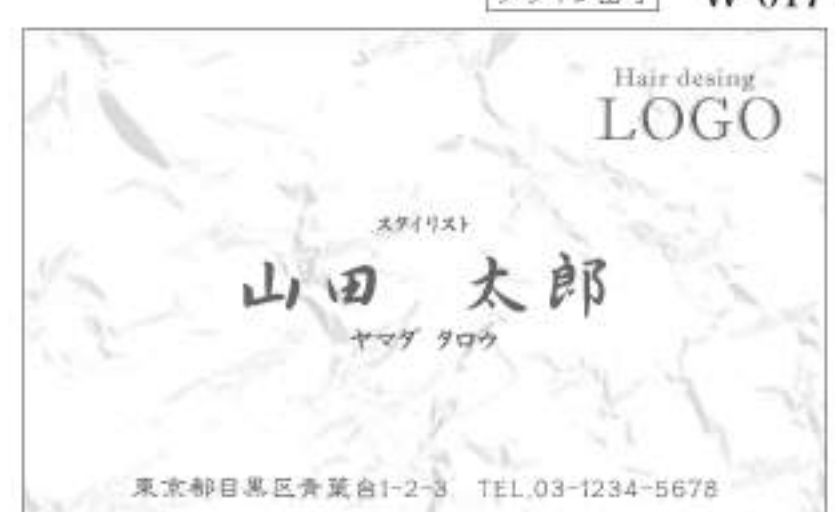 Hair desing
LOGO
スタイリスト
山田 太郎
ヤマダ タロウ
東京都目黒区青葉台1-2-3 TEL.03-1234-5678